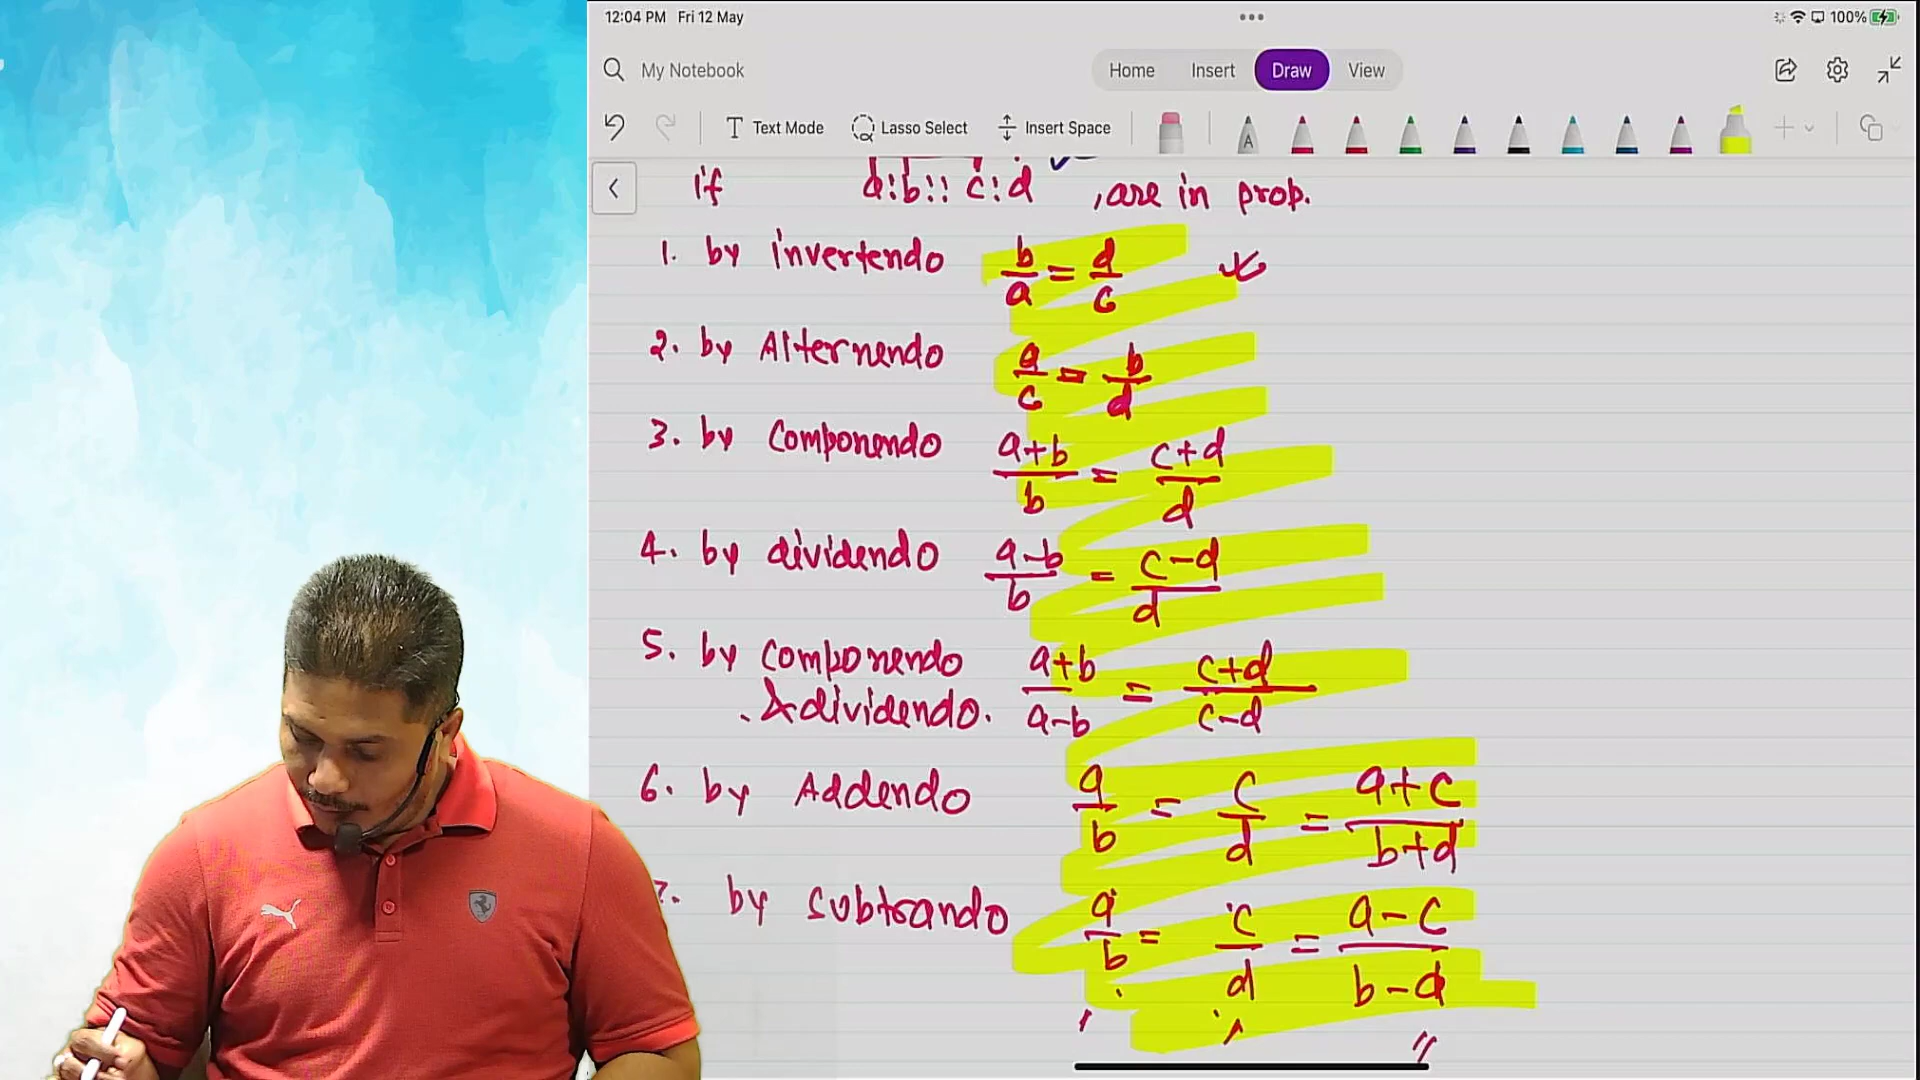 12:04 PM Fri 12 May
100%
My Notebook
Home Insert Draw View
Text Mode Lasso Select Insert Space
A
if a:b:: c:d , are in prop.
1. by invertendo b/a = d/c
2. by Alternendo a/c = b/d
3. by Componendo a+b/b = c+d/d
4. by dividendo a-b/b = c-d/d
5. by Componendo a+b/a-b = c+d/c-d
& dividendo.
6. by Addendo a/b = c/d = a+c/b+d
7. by Subtrando a/b = c/d = a-c/b-d